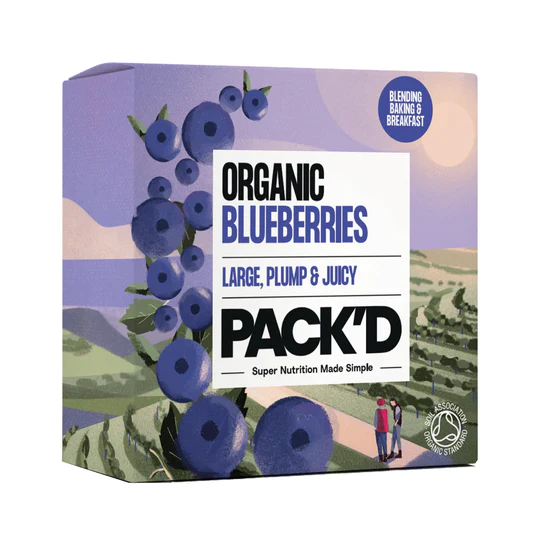 BLENDING
BAKING &
BREAKFAST
ORGANIC
BLUEBERRIES
LARGE, PLUMP & JUICY
PACK'D
Super Nutrition Made Simple
SOIL ASSOCIATION
ORGANIC STANDARD